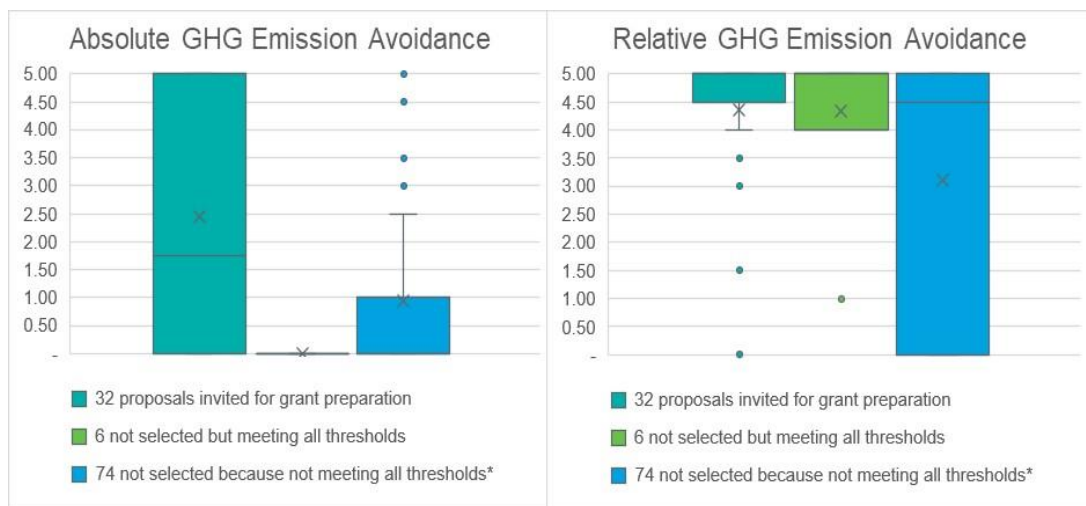 Absolute GHG Emission Avoidance
5.00
4.50
4.00
3.50
3.00
2.50
2.00
1.50
1.00
0.50
-
32 proposals invited for grant preparation
6 not selected but meeting all thresholds
74 not selected because not meeting all thresholds*
Relative GHG Emission Avoidance
5.00
4.50
4.00
3.50
3.00
2.50
2.00
1.50
1.00
0.50
-
32 proposals invited for grant preparation
6 not selected but meeting all thresholds
74 not selected because not meeting all thresholds*